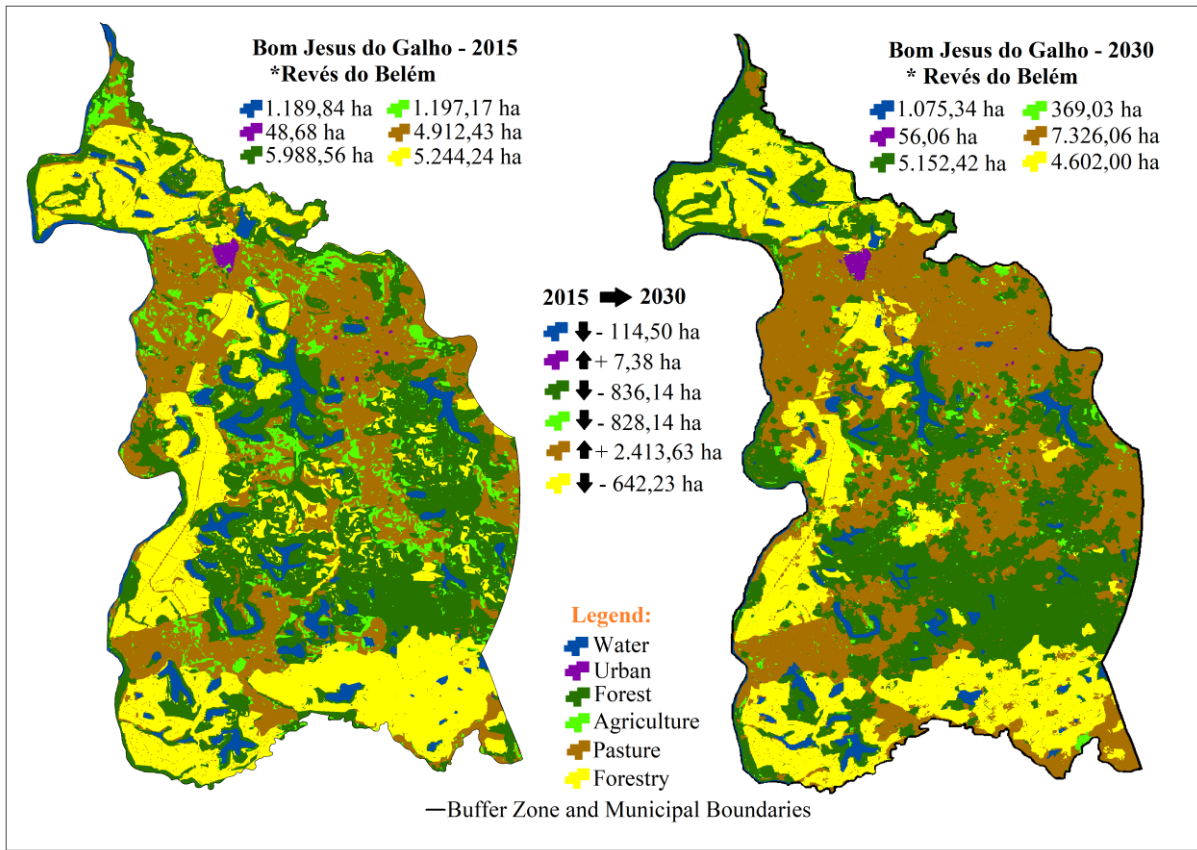 Bom Jesus do Galho - 2015
*Revés do Belém
1.189,84 ha 1.197,17 ha
48,68 ha 4.912,43 ha
5.988,56 ha 5.244,24 ha
Bom Jesus do Galho - 2030
* Revés do Belém
1.075,34 ha 369,03 ha
56,06 ha 7.326,06 ha
5.152,42 ha 4.602,00 ha
2015 ➡ 2030
- 114,50 ha
+ 7,38 ha
- 836,14 ha
- 828,14 ha
+ 2.413,63 ha
- 642,23 ha
Legend:
Water
Urban
Forest
Agriculture
Pasture
Forestry
—Buffer Zone and Municipal Boundaries